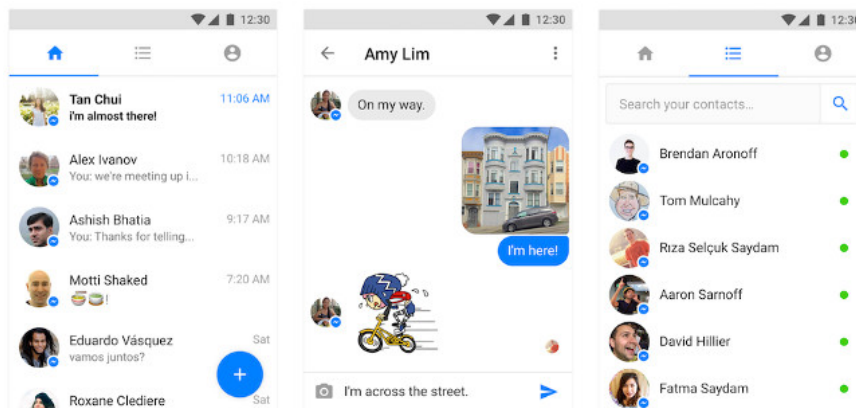 12:30
Tan Chui
11:06 AM
i'm almost there!
Alex Ivanov
10:18 AM
You: we're meeting up i...
Ashish Bhatia
9:17 AM
You: Thanks for telling...
Motti Shaked
7:20 AM
!
Eduardo Vásquez
Sat
vamos juntos?
Roxane Clediere
Sat
12:30
Amy Lim
On my way.
I'm here!
I'm across the street.
12:30
Search your contacts...
Brendan Aronoff
Tom Mulcahy
Rıza Selçuk Saydam
Aaron Sarnoff
David Hillier
Fatma Saydam